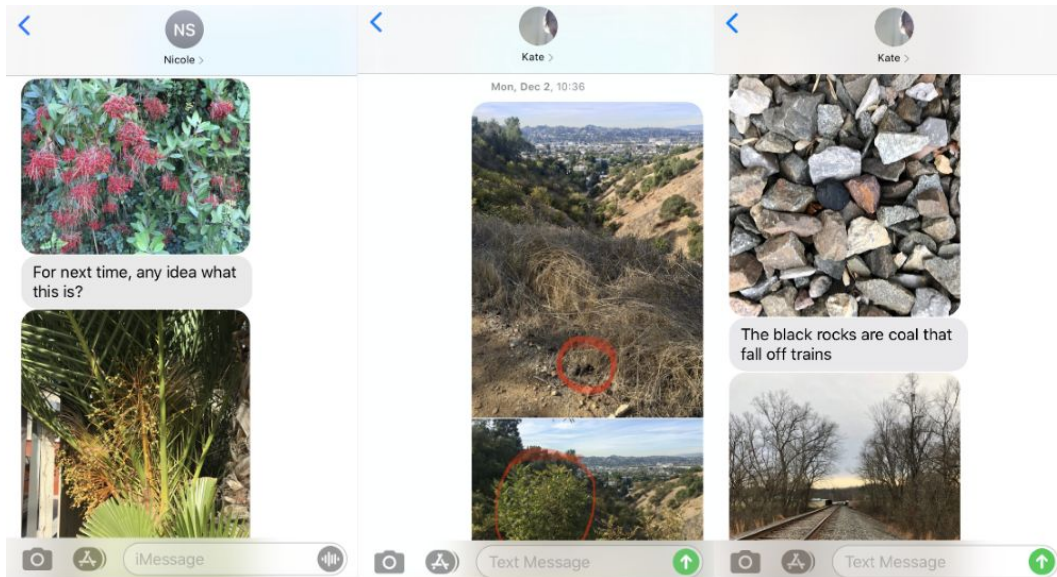 NS
Nicole >
For next time, any idea what
this is?
iMessage
Kate >
Mon, Dec 2, 10:36
Text Message
Kate >
The black rocks are coal that
fall off trains
Text Message